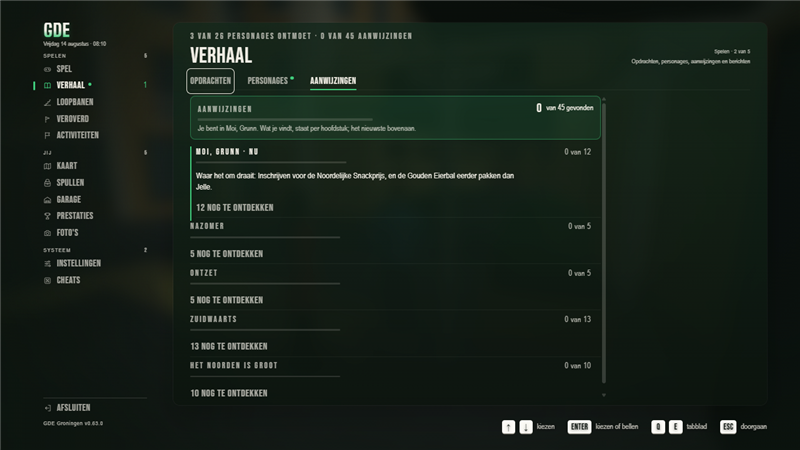 GDE
Vrijdag 14 augustus · 08:10
SPELEN 5
SPEL
VERHAAL 1
LOOPBANEN
VEROVERD
ACTIVITEITEN
JIJ 5
KAART
SPULLEN
GARAGE
PRESTATIES
FOTO'S
SYSTEEM 2
INSTELLINGEN
CHEATS
AFSLUITEN
GDE Groningen v0.63.0
3 VAN 26 PERSONAGES ONTMOET · 0 VAN 45 AANWIJZINGEN
VERHAAL
Spelen · 2 van 5
Opdrachten, personages, aanwijzingen en berichten
OPDRACHTEN PERSONAGES AANWIJZINGEN
AANWIJZINGEN 0 van 45 gevonden
Je bent in Moi, Grunn. Wat je vindt, staat per hoofdstuk; het nieuwste bovenaan.
MOI, GRUNN · NU 0 van 12
Waar het om draait: Inschrijven voor de Noordelijke Snackprijs, en de Gouden Eierbal eerder pakken dan
Jelle.
12 NOG TE ONTDEKKEN
NAZOMER 0 van 5
5 NOG TE ONTDEKKEN
ONTZET 0 van 5
5 NOG TE ONTDEKKEN
ZUIDWAARTS 0 van 13
13 NOG TE ONTDEKKEN
HET NOORDEN IS GROOT 0 van 10
10 NOG TE ONTDEKKEN
↑ ↓ kiezen ENTER kiezen of bellen Q E tabblad ESC doorgaan